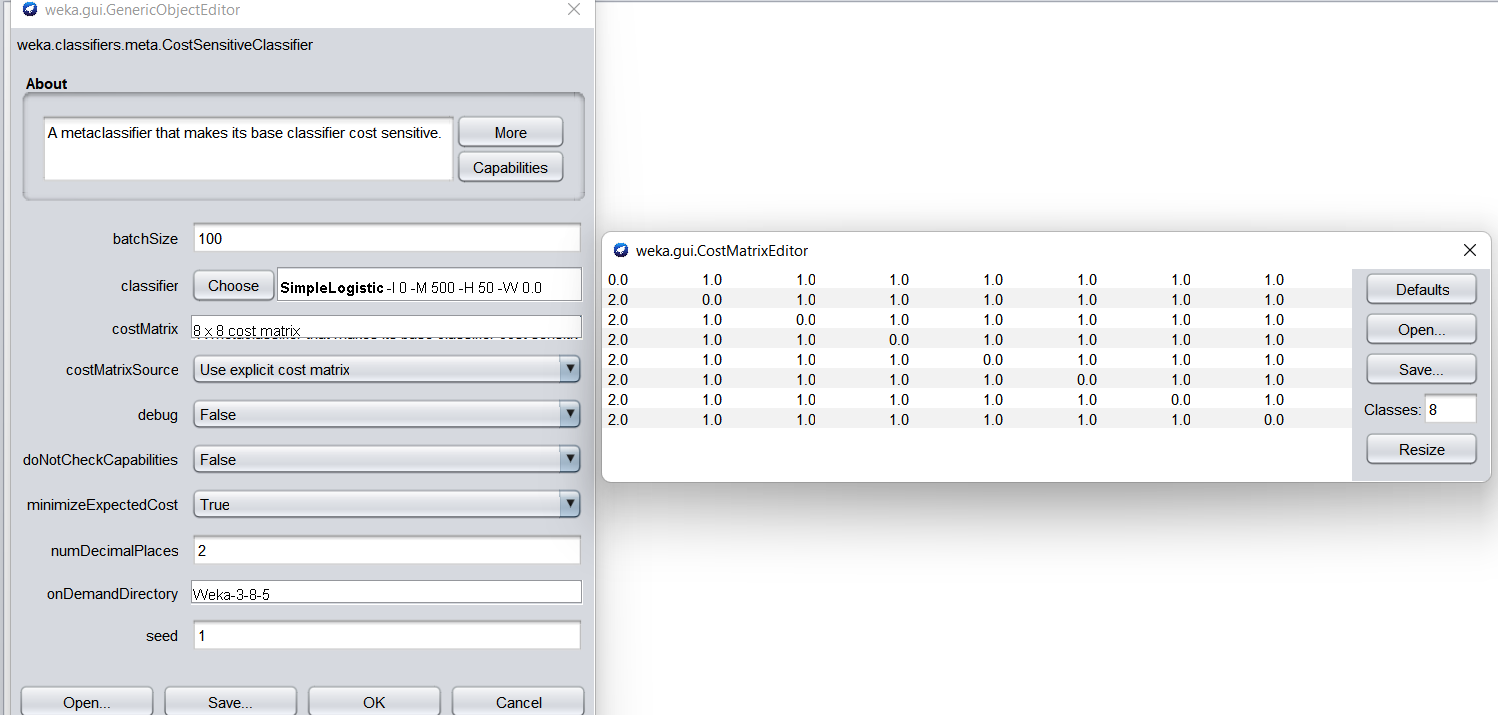 weka.gui.GenericObjectEditor
weka.classifiers.meta.CostSensitiveClassifier
About
A metaclassifier that makes its base classifier cost sensitive.
More
Capabilities
batchSize 100
classifier Choose SimpleLogistic -I 0 -M 500 -H 50 -W 0.0
costMatrix 8 x 8 cost matrix
costMatrixSource Use explicit cost matrix
debug False
doNotCheckCapabilities False
minimizeExpectedCost True
numDecimalPlaces 2
onDemandDirectory Weka-3-8-5
seed 1
Open... Save... OK Cancel
weka.gui.CostMatrixEditor
0.0 1.0 1.0 1.0 1.0 1.0 1.0 1.0
2.0 0.0 1.0 1.0 1.0 1.0 1.0 1.0
2.0 1.0 0.0 1.0 1.0 1.0 1.0 1.0
2.0 1.0 1.0 0.0 1.0 1.0 1.0 1.0
2.0 1.0 1.0 1.0 0.0 1.0 1.0 1.0
2.0 1.0 1.0 1.0 1.0 0.0 1.0 1.0
2.0 1.0 1.0 1.0 1.0 1.0 0.0 1.0
2.0 1.0 1.0 1.0 1.0 1.0 1.0 0.0
Defaults
Open...
Save...
Classes: 8
Resize